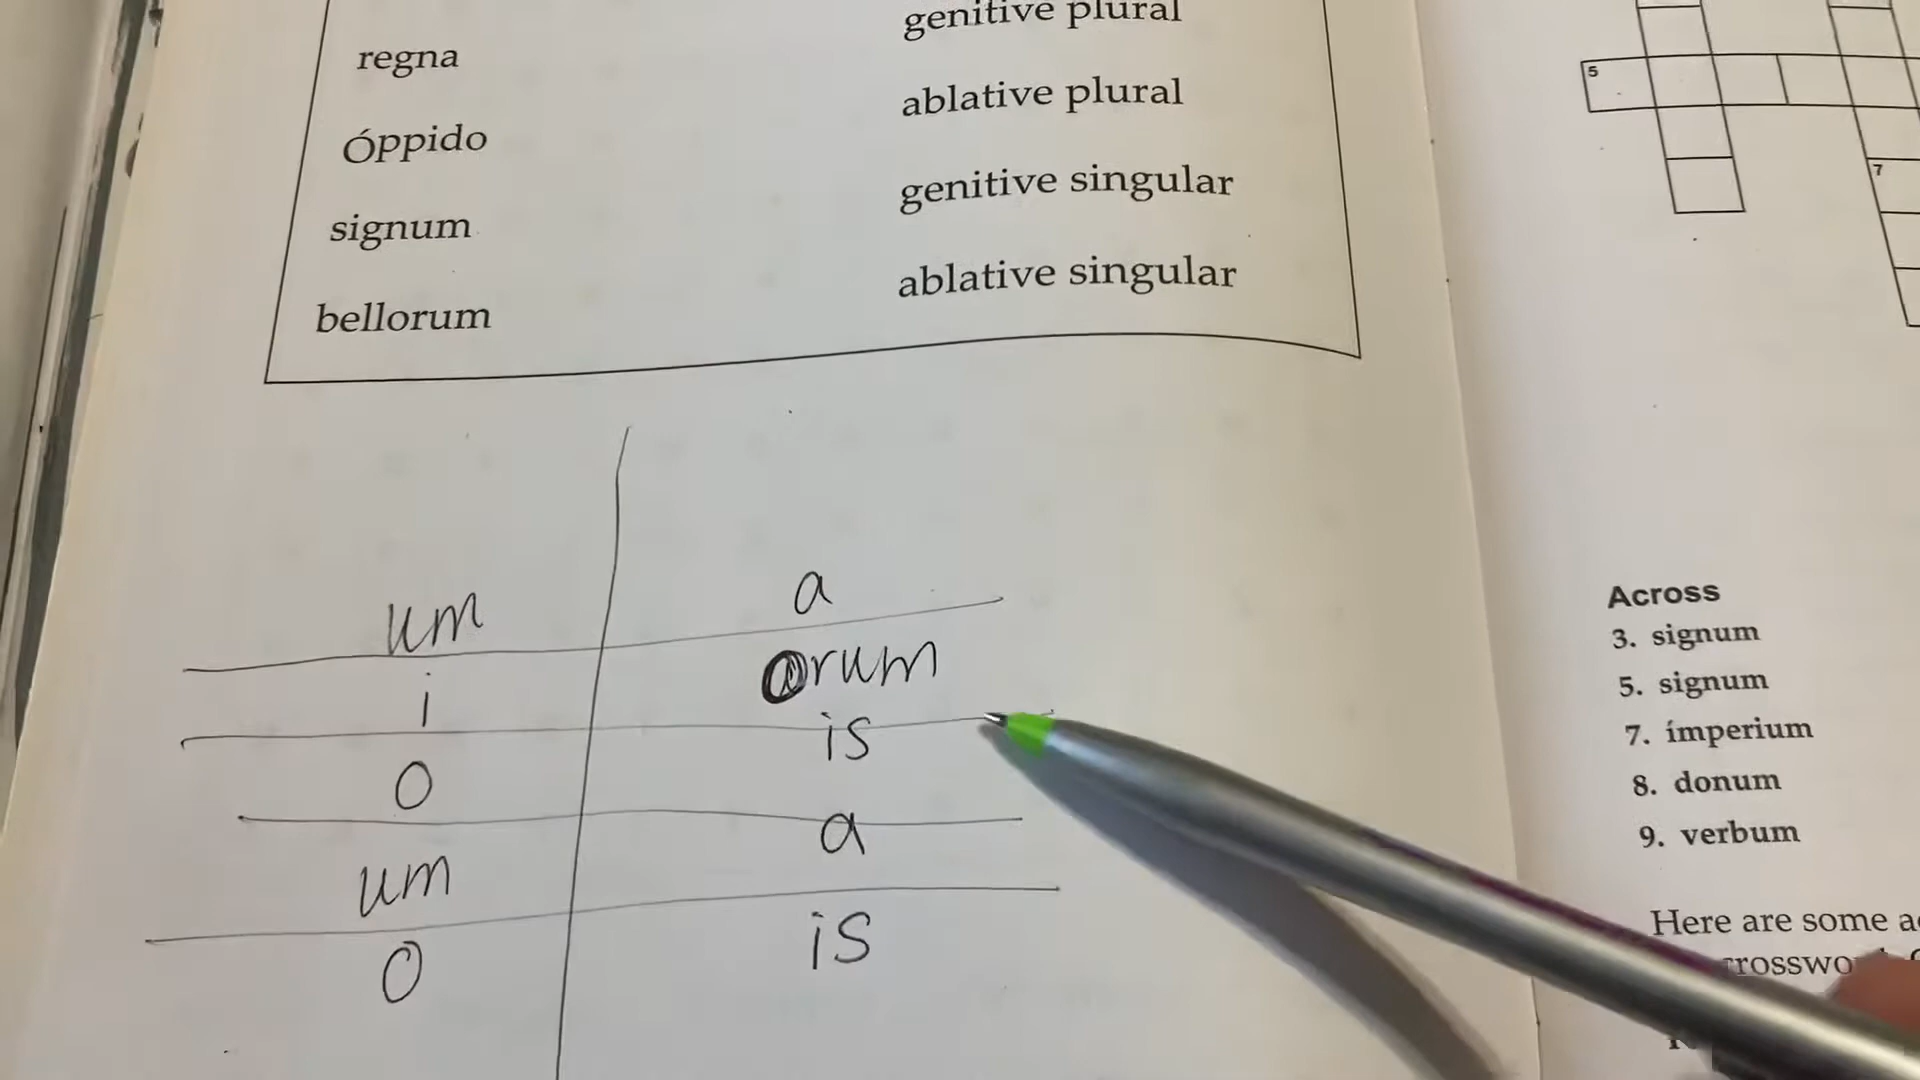 genitive plural
regna
ablative plural
Óppido
genitive singular
signum
ablative singular
bellorum
um a
i orum
o is
um a
o is
5
7
Across
3. signum
5. signum
7. ímperium
8. donum
9. verbum
Here are some